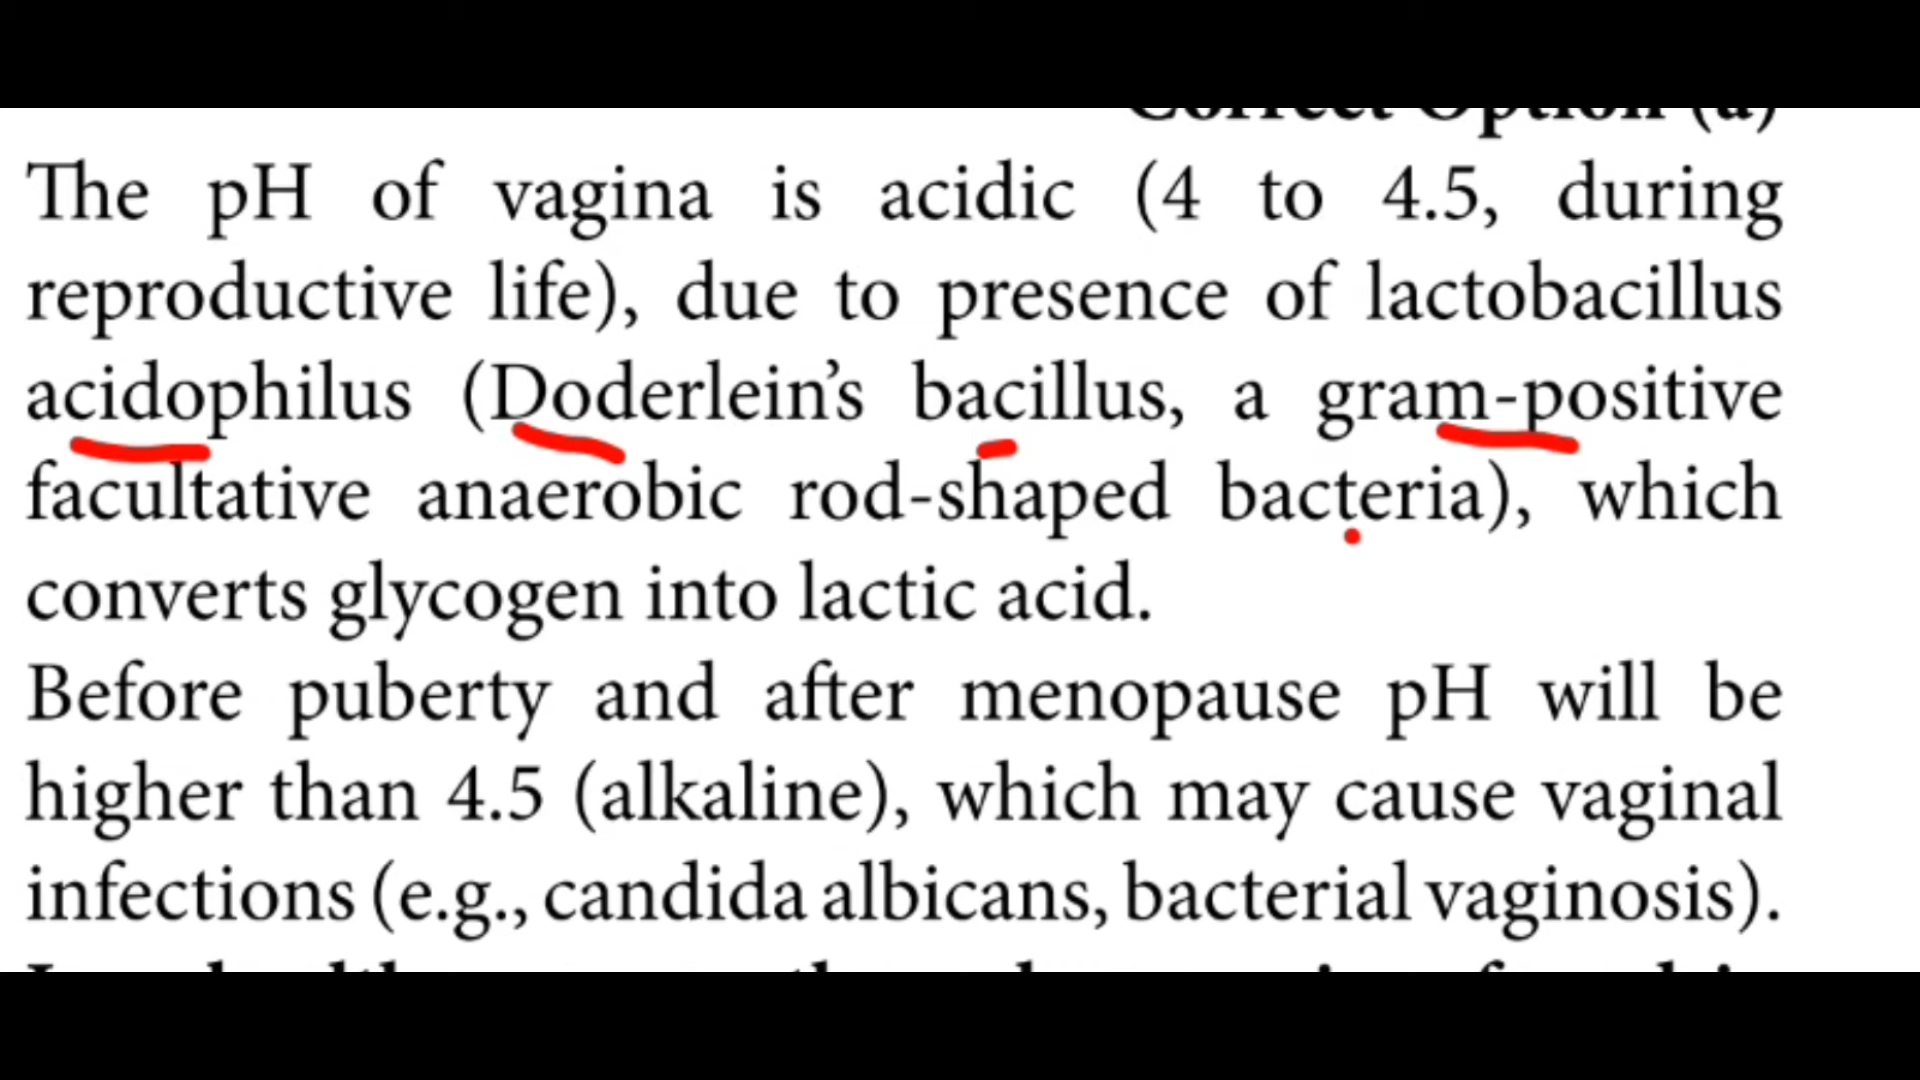 Correct Option (a)
The pH of vagina is acidic (4 to 4.5, during
reproductive life), due to presence of lactobacillus
acidophilus (Doderlein’s bacillus, a gram-positive
facultative anaerobic rod-shaped bacteria), which
converts glycogen into lactic acid.
Before puberty and after menopause pH will be
higher than 4.5 (alkaline), which may cause vaginal
infections (e.g., candida albicans, bacterial vaginosis).